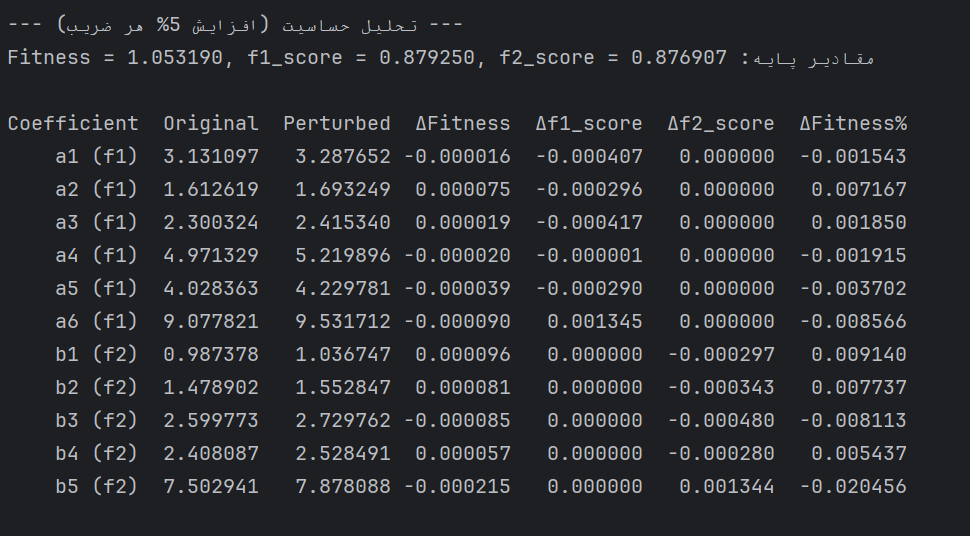 --- تحلیل حساسیت (افزایش 5% هر ضریب) ---
مقادیر پایه: Fitness = 1.053190, f1_score = 0.879250, f2_score = 0.876907
Coefficient Original Perturbed ΔFitness Δf1_score Δf2_score ΔFitness%
a1 (f1) 3.131097 3.287652 -0.000016 -0.000407 0.000000 -0.001543
a2 (f1) 1.612619 1.693249 0.000075 -0.000296 0.000000 0.007167
a3 (f1) 2.300324 2.415340 0.000019 -0.000417 0.000000 0.001850
a4 (f1) 4.971329 5.219896 -0.000020 -0.000001 0.000000 -0.001915
a5 (f1) 4.028363 4.229781 -0.000039 -0.000290 0.000000 -0.003702
a6 (f1) 9.077821 9.531712 -0.000090 0.001345 0.000000 -0.008566
b1 (f2) 0.987378 1.036747 0.000096 0.000000 -0.000297 0.009140
b2 (f2) 1.478902 1.552847 0.000081 0.000000 -0.000343 0.007737
b3 (f2) 2.599773 2.729762 -0.000085 0.000000 -0.000480 -0.008113
b4 (f2) 2.408087 2.528491 0.000057 0.000000 -0.000280 0.005437
b5 (f2) 7.502941 7.878088 -0.000215 0.000000 0.001344 -0.020456